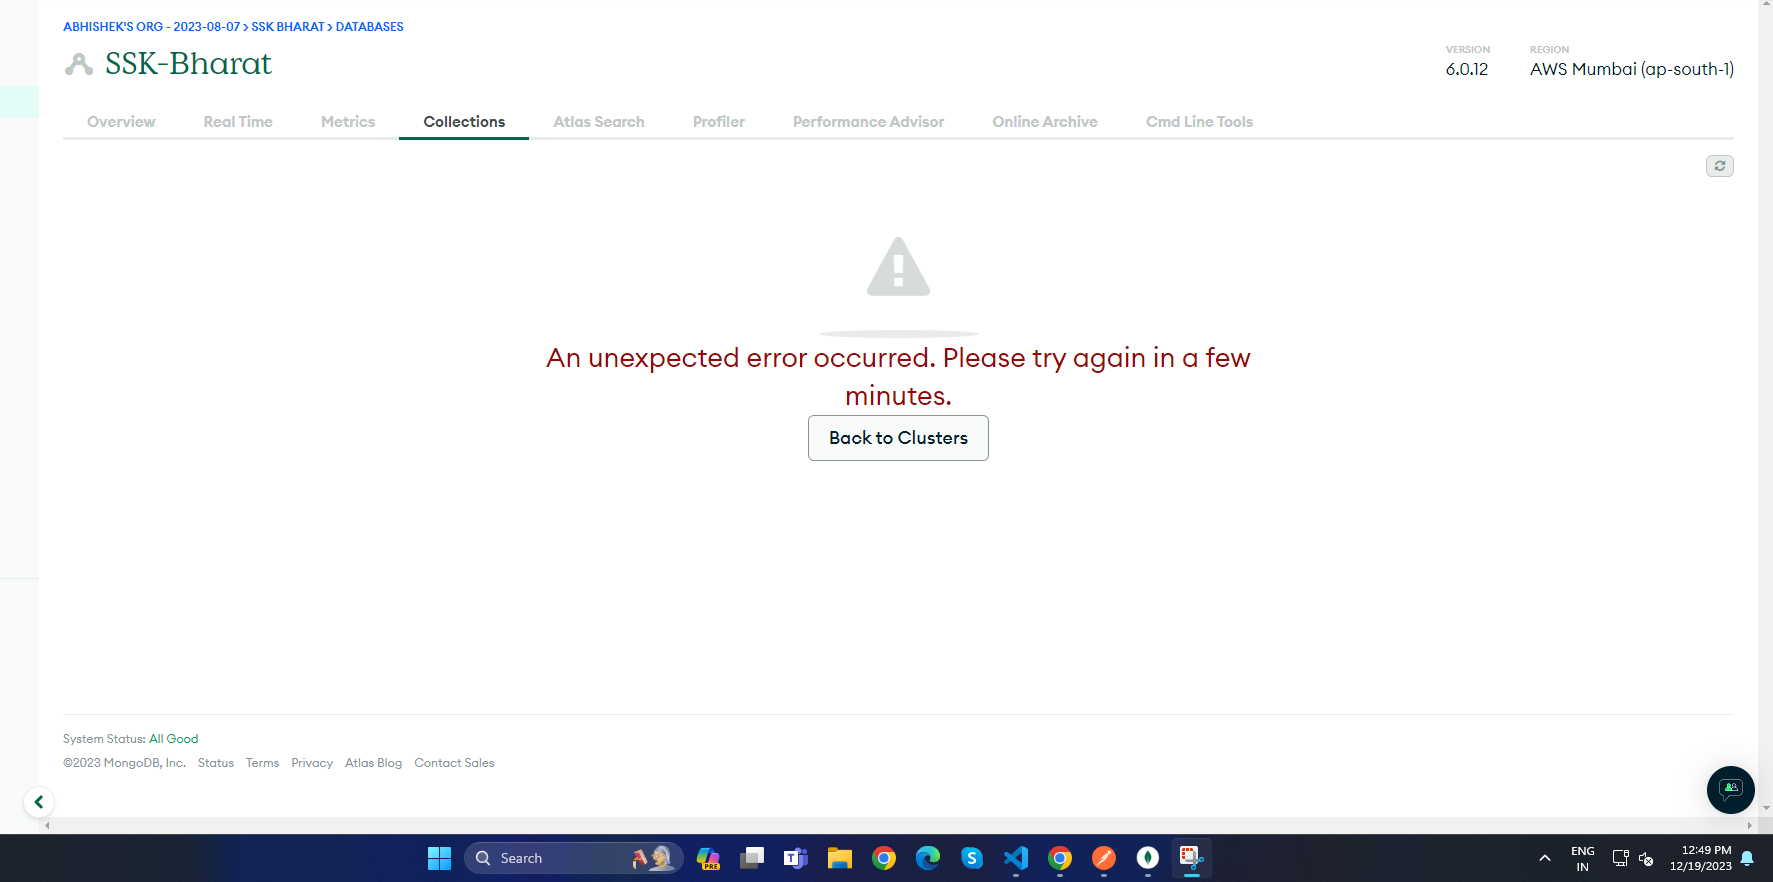 ABHISHEK'S ORG - 2023-08-07 > SSK BHARAT > DATABASES
SSK-Bharat
VERSION
6.0.12
REGION
AWS Mumbai (ap-south-1)
Overview
Real Time
Metrics
Collections
Atlas Search
Profiler
Performance Advisor
Online Archive
Cmd Line Tools
An unexpected error occurred. Please try again in a few
minutes.
Back to Clusters
System Status: All Good
©2023 MongoDB, Inc. Status Terms Privacy Atlas Blog Contact Sales
Search
PRE
T
S
ENG
IN
12:49 PM
12/19/2023